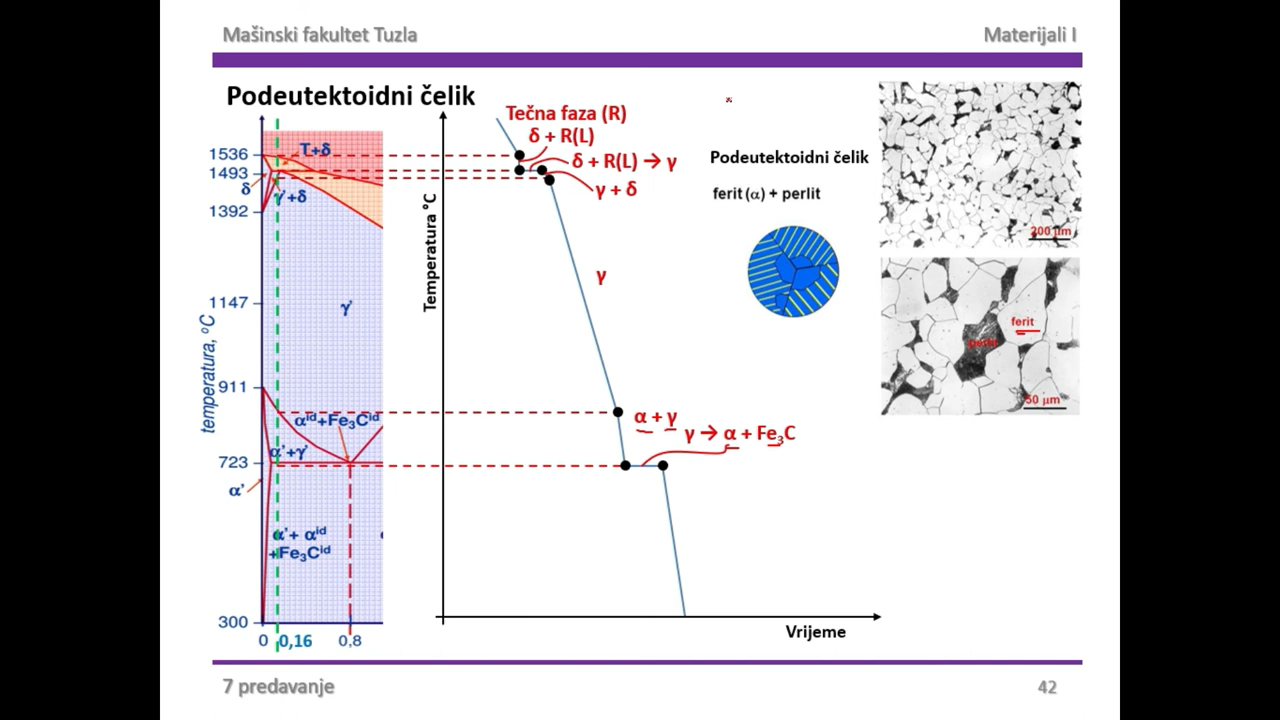 Mašinski fakultet Tuzla
Materijali I
Podeutektoidni čelik
temperatura, °C
1536
1493
1392
1147
911
723
300
T+δ
δ
γ'+δ
γ'
αid+Fe₃Cid
α'+γ'
α'
α'+ αid
+Fe₃Cid
0
0,16
0,8
Temperatura °C
Vrijeme
Tečna faza (R)
δ + R(L)
δ + R(L) → γ
γ + δ
γ
α + γ
γ → α + Fe₃C
Podeutektoidni čelik
ferit (α) + perlit
200 µm
ferit
perlit
50 µm
7 predavanje
42